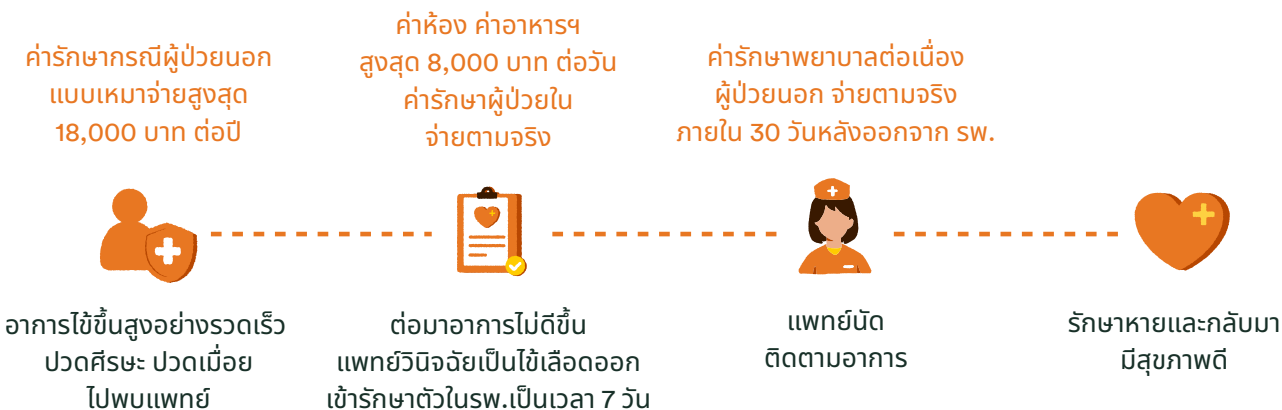 ค่ารักษากรณีผู้ป่วยนอก
แบบเหมาจ่ายสูงสุด
18,000 บาท ต่อปี
ค่าห้อง ค่าอาหารฯ
สูงสุด 8,000 บาท ต่อวัน
ค่ารักษาผู้ป่วยใน
จ่ายตามจริง
ค่ารักษาพยาบาลต่อเนื่อง
ผู้ป่วยนอก จ่ายตามจริง
ภายใน 30 วันหลังออกจาก รพ.
อาการไข้ขึ้นสูงอย่างรวดเร็ว
ปวดศีรษะ ปวดเมื่อย
ไปพบแพทย์
ต่อมาอาการไม่ดีขึ้น
แพทย์วินิจฉัยเป็นไข้เลือดออก
เข้ารักษาตัวในรพ.เป็นเวลา 7 วัน
แพทย์นัด
ติดตามอาการ
รักษาหายและกลับมา
มีสุขภาพดี